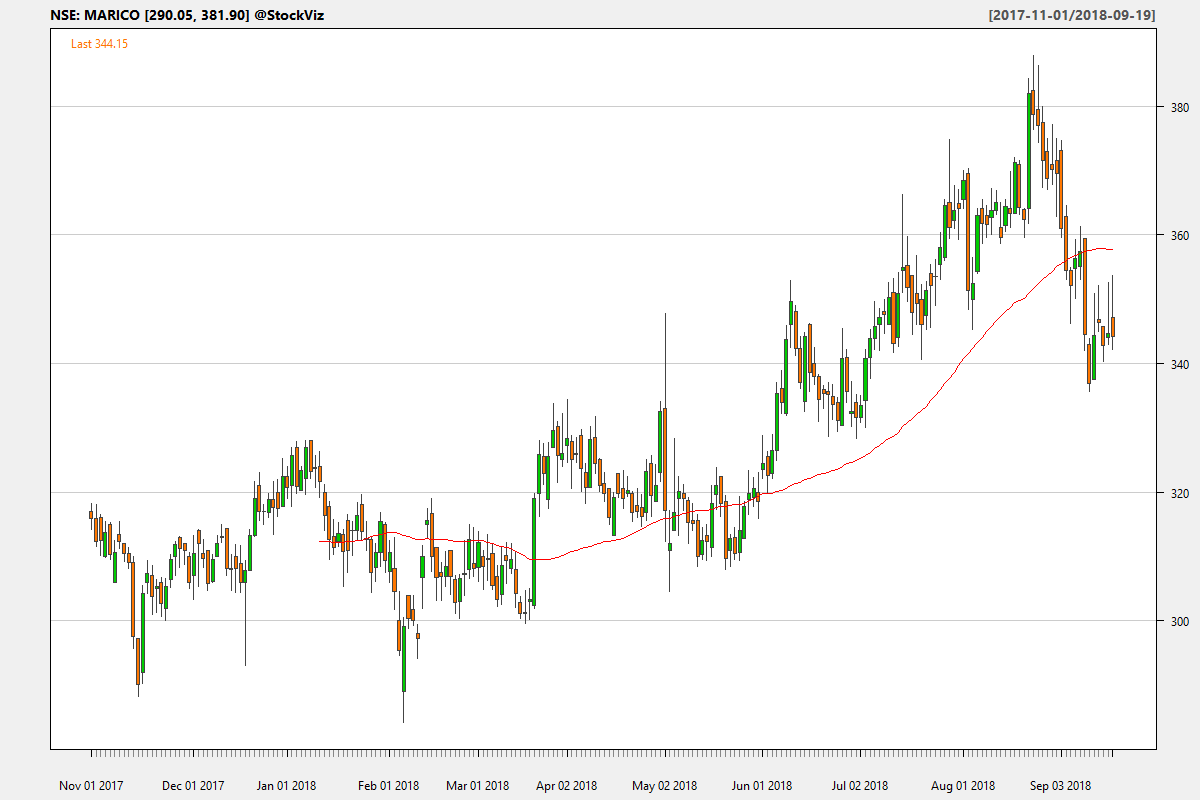 NSE: MARICO [290.05, 381.90] @StockViz
[2017-11-01/2018-09-19]
Last 344.15
380
360
340
320
300
Nov 01 2017
Dec 01 2017
Jan 01 2018
Feb 01 2018
Mar 01 2018
Apr 02 2018
May 02 2018
Jun 01 2018
Jul 02 2018
Aug 01 2018
Sep 03 2018